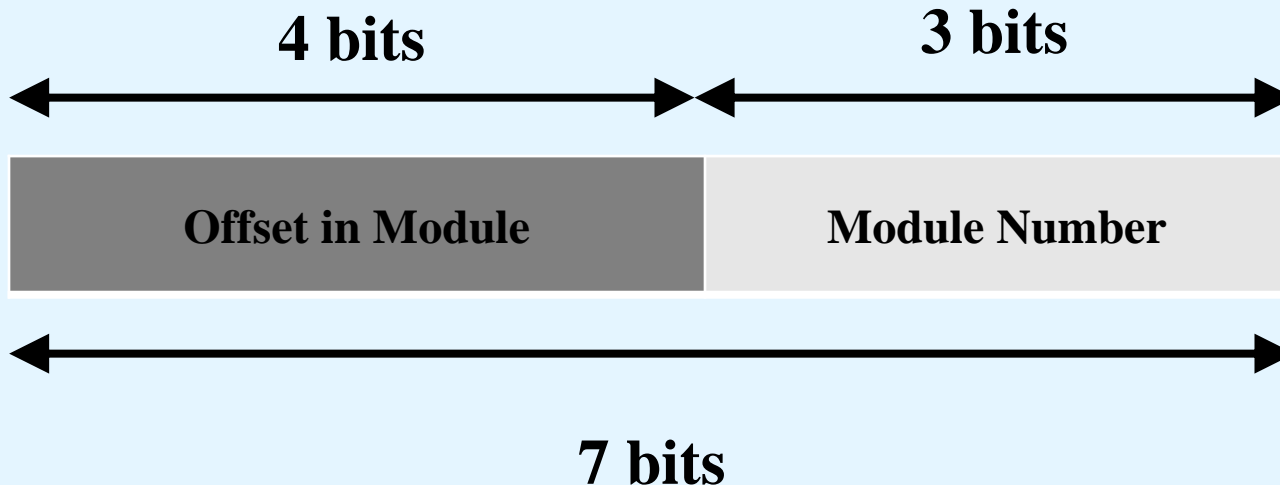 4 bits
3 bits
Offset in Module
Module Number
7 bits